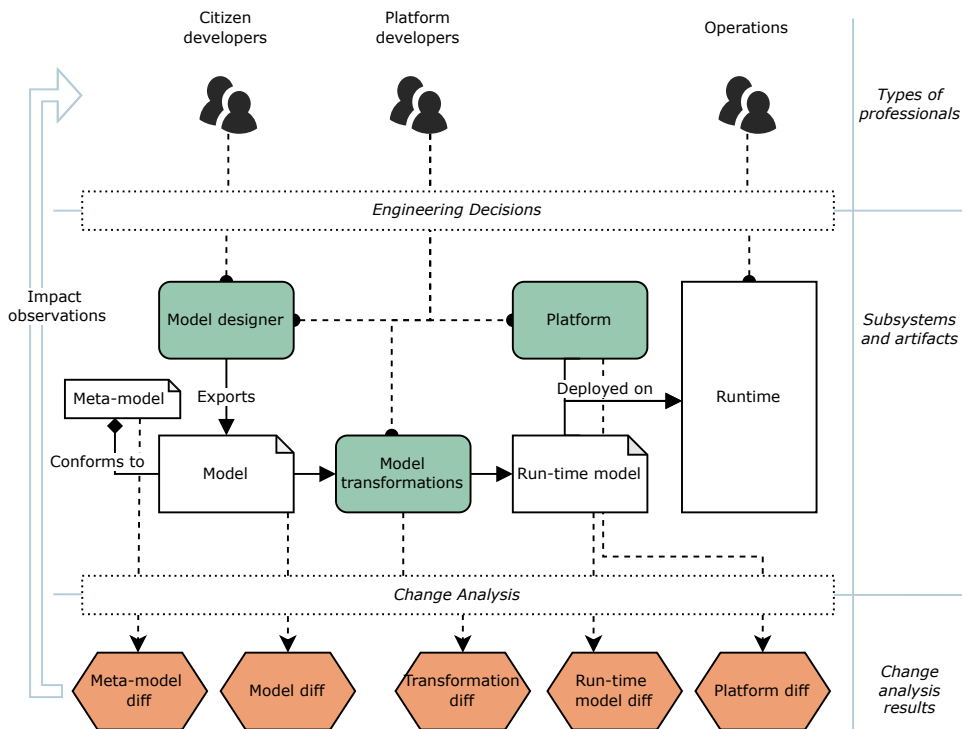 Citizen
developers
Platform
developers
Operations
Types of
professionals
Engineering Decisions
Impact
observations
Model designer
Platform
Subsystems
and artifacts
Meta-model
Exports
Deployed on
Runtime
Conforms to
Model
Model
transformations
Run-time model
Change Analysis
Meta-model
diff
Model diff
Transformation
diff
Run-time
model diff
Platform diff
Change
analysis
results